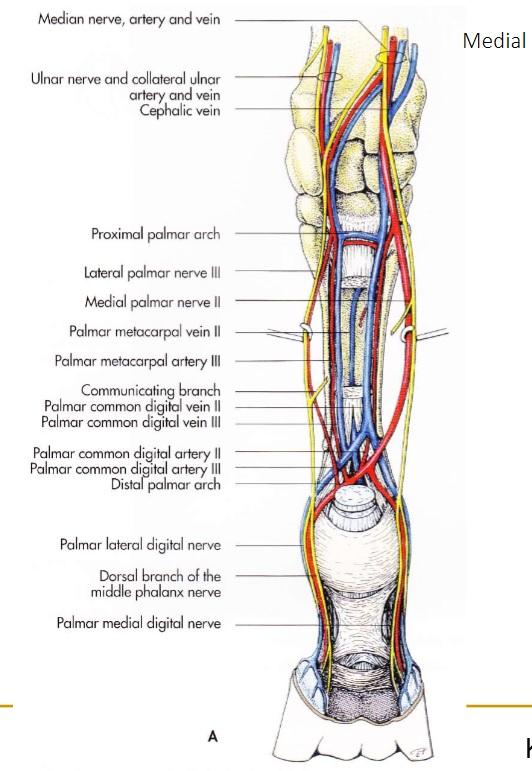 Median nerve, artery and vein
Medial
Ulnar nerve and collateral ulnar
artery and vein
Cephalic vein
Proximal palmar arch
Lateral palmar nerve III
Medial palmar nerve II
Palmar metacarpal vein II
Palmar metacarpal artery III
Communicating branch
Palmar common digital vein II
Palmar common digital vein III
Palmar common digital artery II
Palmar common digital artery III
Distal palmar arch
Palmar lateral digital nerve
Dorsal branch of the
middle phalanx nerve
Palmar medial digital nerve
A